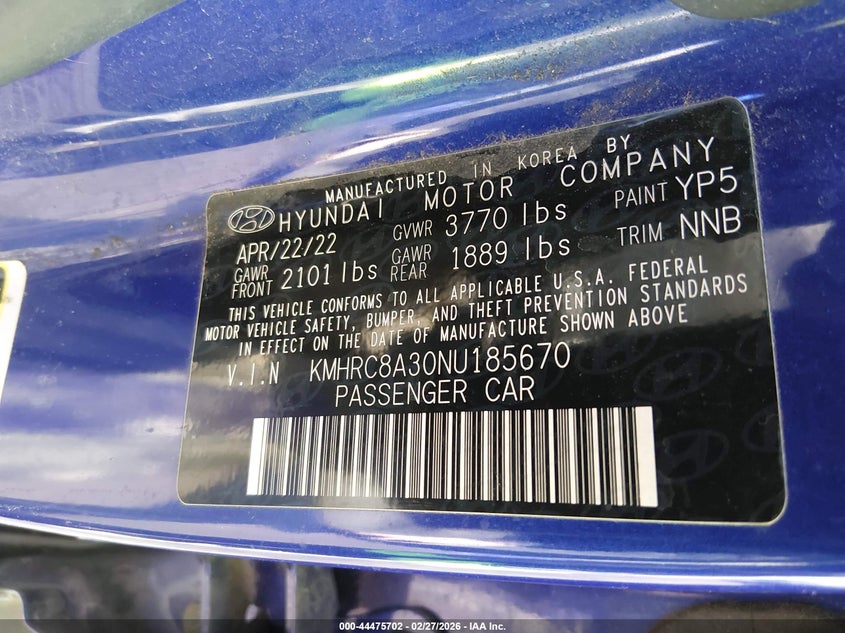 MANUFACTURED IN KOREA BY
HYUNDAI MOTOR COMPANY
APR/22/22 GVWR 3770 lbs PAINT YP5
GAWR FRONT 2101 lbs GAWR REAR 1889 lbs TRIM NNB
THIS VEHICLE CONFORMS TO ALL APPLICABLE U.S.A. FEDERAL
MOTOR VEHICLE SAFETY, BUMPER, AND THEFT PREVENTION STANDARDS
IN EFFECT ON THE DATE OF MANUFACTURE SHOWN ABOVE
V.I.N KMHRC8A30NU185670
PASSENGER CAR
000-44475702 | 02/27/2026 | IAA Inc.